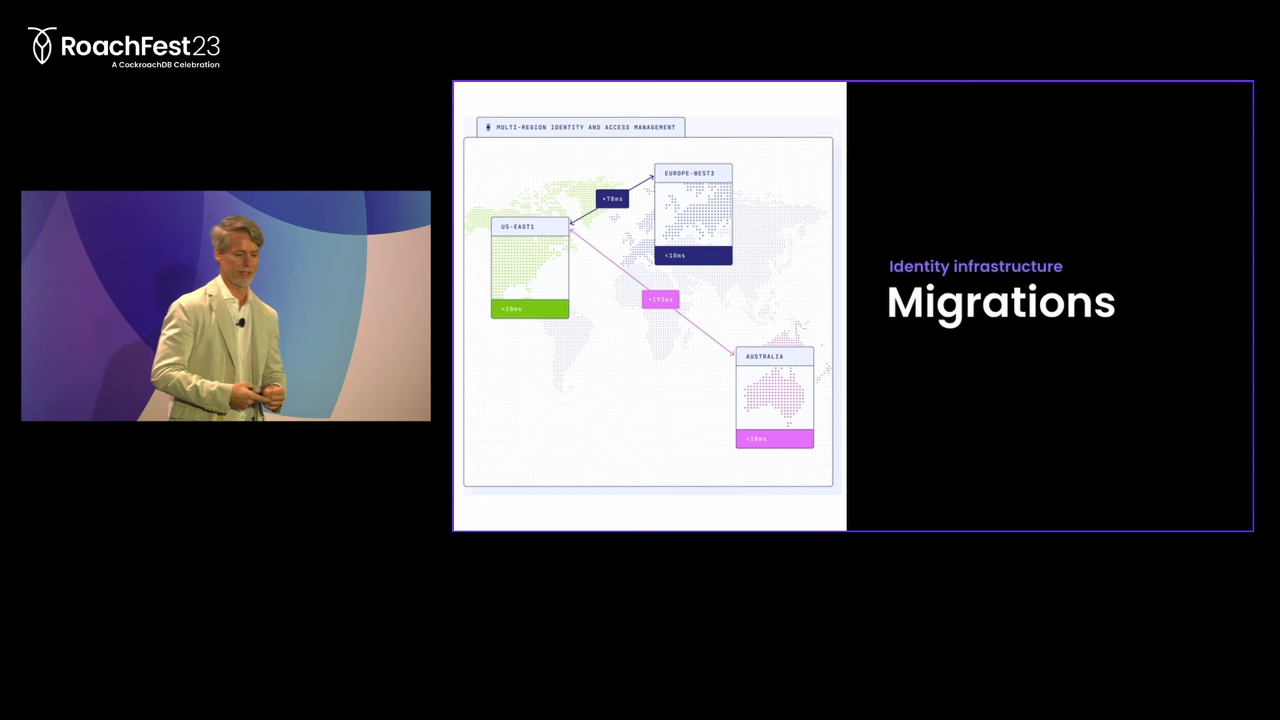 RoachFest23
A CockroachDB Celebration
MULTI-REGION IDENTITY AND ACCESS MANAGEMENT
EUROPE-WEST3
+78ms
US-EAST1
<10ms
<10ms
+193ms
AUSTRALIA
<10ms
Identity infrastructure
Migrations